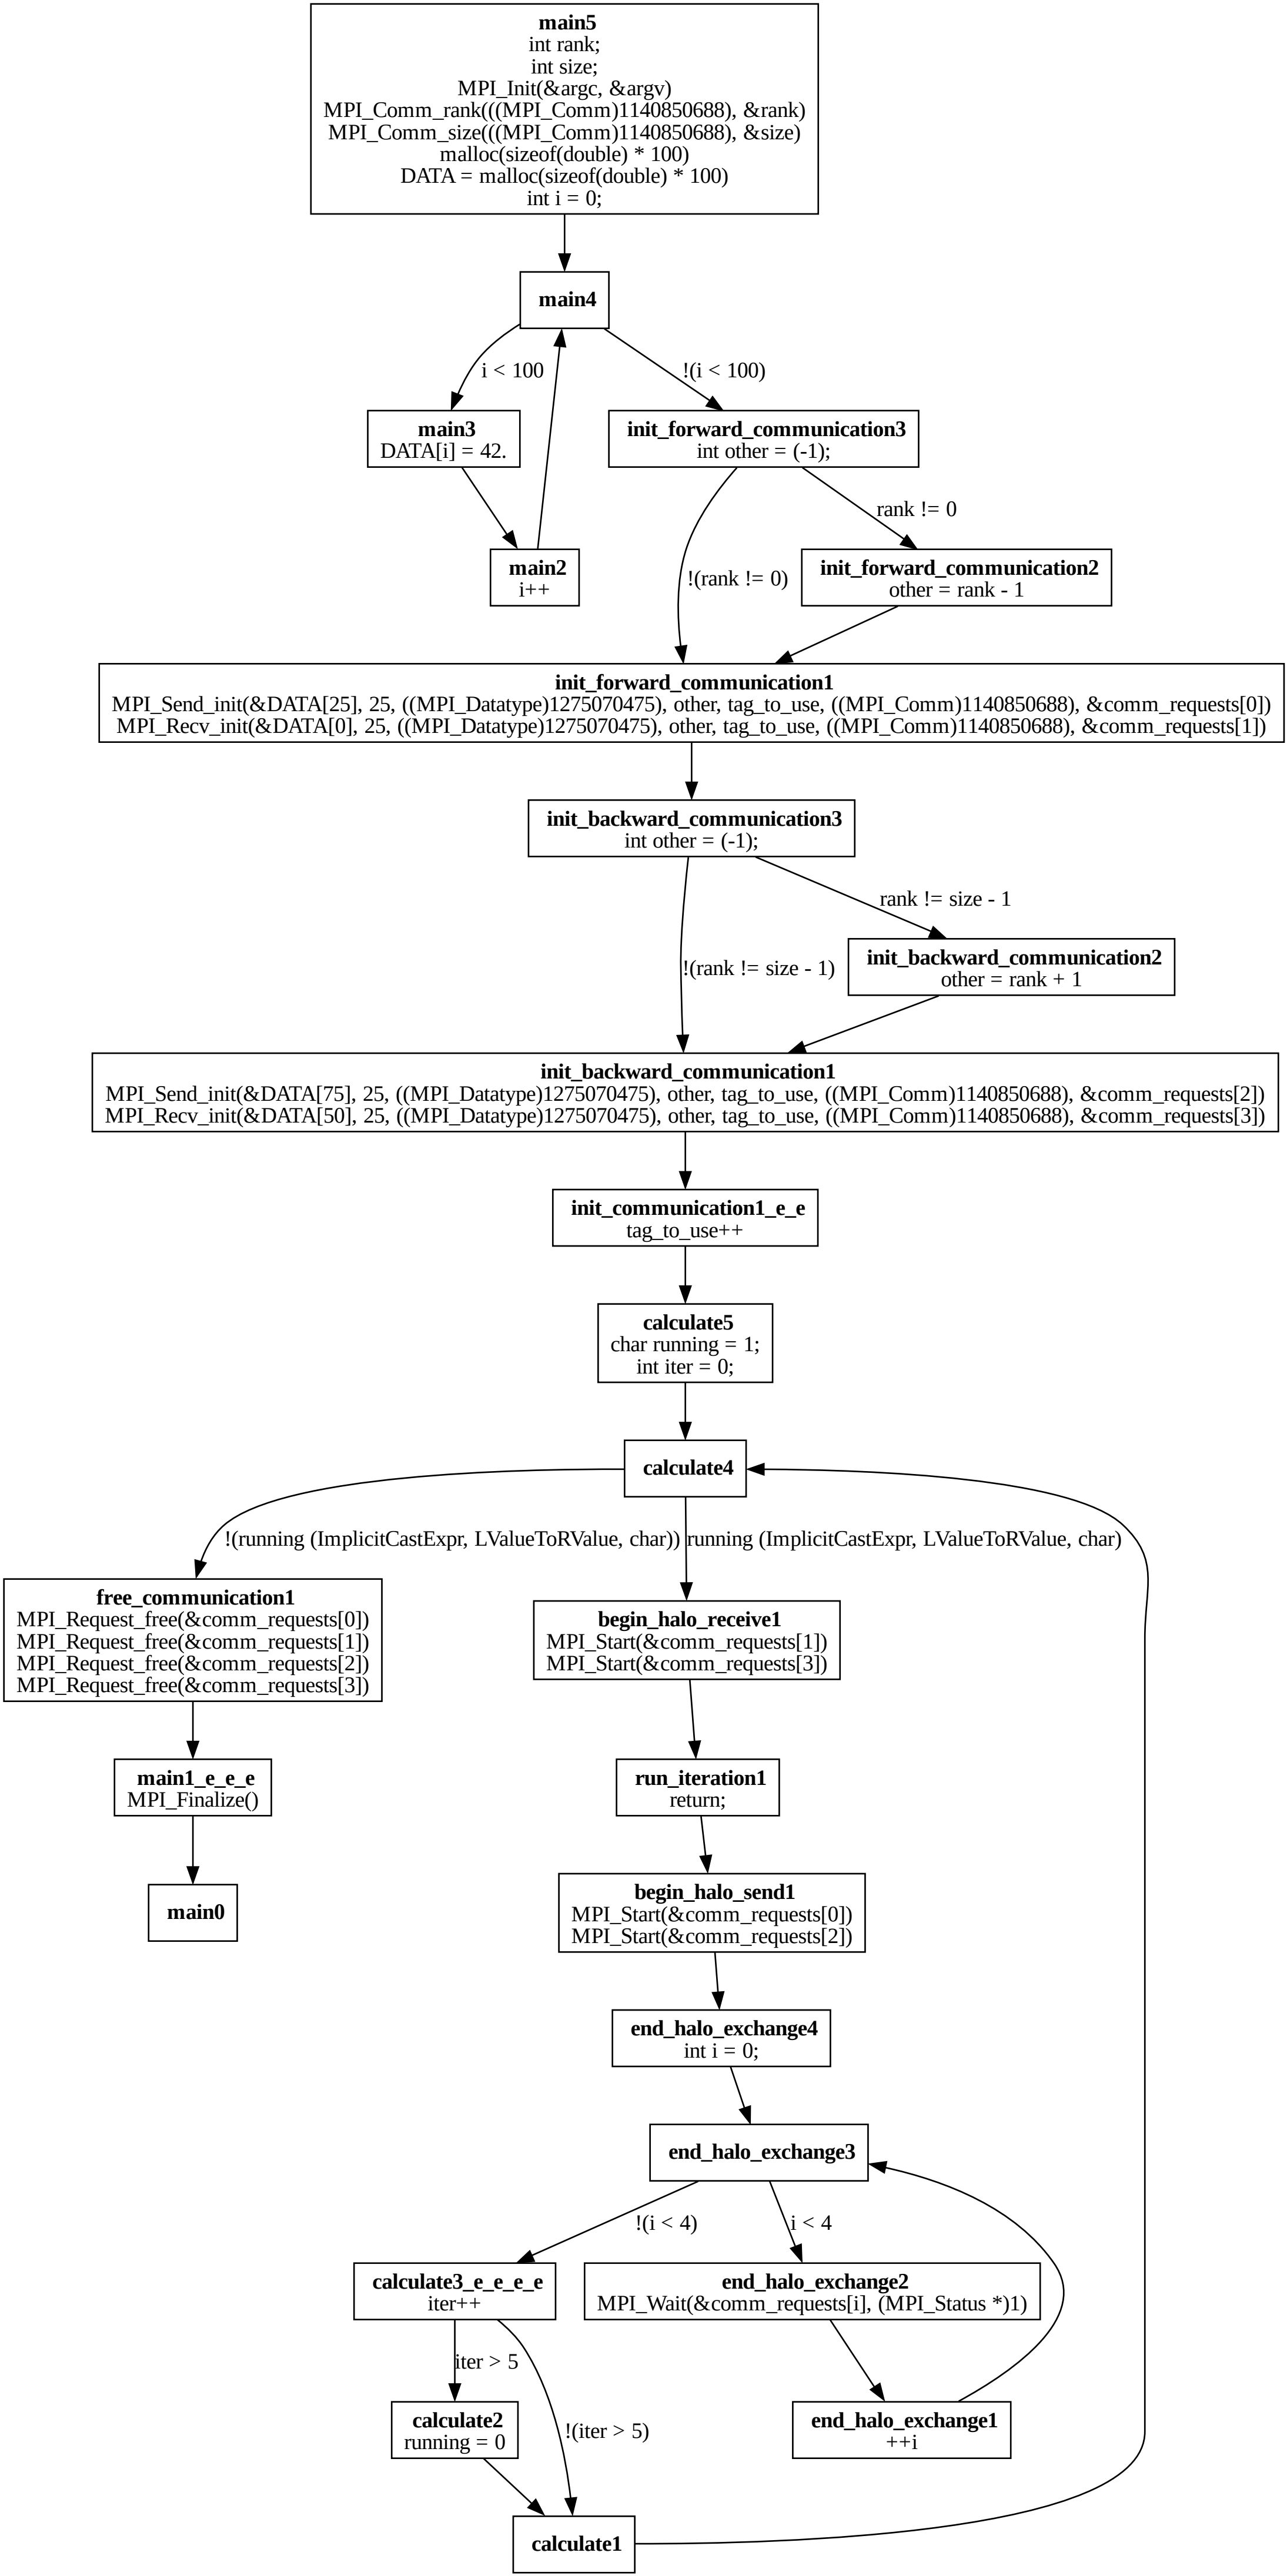 main5
int rank;
int size;
MPI_Init(&argc, &argv)
MPI_Comm_rank(((MPI_Comm)1140850688), &rank)
MPI_Comm_size(((MPI_Comm)1140850688), &size)
malloc(sizeof(double) * 100)
DATA = malloc(sizeof(double) * 100)
int i = 0;
main4
i < 100
!(i < 100)
main3
DATA[i] = 42.
init_forward_communication3
int other = (-1);
rank != 0
main2
i++
!(rank != 0)
init_forward_communication2
other = rank - 1
init_forward_communication1
MPI_Send_init(&DATA[25], 25, ((MPI_Datatype)1275070475), other, tag_to_use, ((MPI_Comm)1140850688), &comm_requests[0])
MPI_Recv_init(&DATA[0], 25, ((MPI_Datatype)1275070475), other, tag_to_use, ((MPI_Comm)1140850688), &comm_requests[1])
init_backward_communication3
int other = (-1);
rank != size - 1
!(rank != size - 1)
init_backward_communication2
other = rank + 1
init_backward_communication1
MPI_Send_init(&DATA[75], 25, ((MPI_Datatype)1275070475), other, tag_to_use, ((MPI_Comm)1140850688), &comm_requests[2])
MPI_Recv_init(&DATA[50], 25, ((MPI_Datatype)1275070475), other, tag_to_use, ((MPI_Comm)1140850688), &comm_requests[3])
init_communication1_e_e
tag_to_use++
calculate5
char running = 1;
int iter = 0;
calculate4
!(running (ImplicitCastExpr, LValueToRValue, char))
running (ImplicitCastExpr, LValueToRValue, char)
free_communication1
MPI_Request_free(&comm_requests[0])
MPI_Request_free(&comm_requests[1])
MPI_Request_free(&comm_requests[2])
MPI_Request_free(&comm_requests[3])
begin_halo_receive1
MPI_Start(&comm_requests[1])
MPI_Start(&comm_requests[3])
main1_e_e_e
MPI_Finalize()
run_iteration1
return;
main0
begin_halo_send1
MPI_Start(&comm_requests[0])
MPI_Start(&comm_requests[2])
end_halo_exchange4
int i = 0;
end_halo_exchange3
!(i < 4)
i < 4
calculate3_e_e_e_e
iter++
end_halo_exchange2
MPI_Wait(&comm_requests[i], (MPI_Status *)1)
iter > 5
calculate2
running = 0
!(iter > 5)
end_halo_exchange1
++i
calculate1